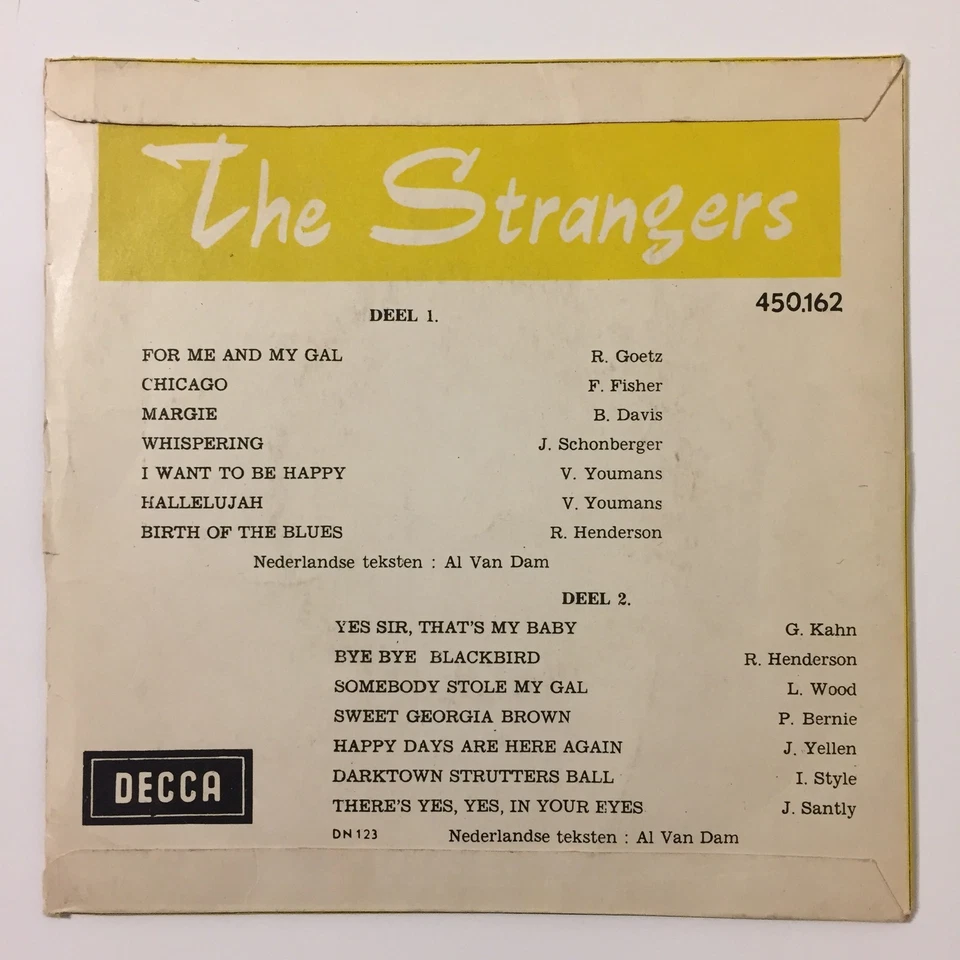 The Strangers
450.162
DEEL 1.
FOR ME AND MY GAL R. Goetz
CHICAGO F. Fisher
MARGIE B. Davis
WHISPERING J. Schonberger
I WANT TO BE HAPPY V. Youmans
HALLELUJAH V. Youmans
BIRTH OF THE BLUES R. Henderson
Nederlandse teksten : Al Van Dam
DEEL 2.
YES SIR, THAT'S MY BABY G. Kahn
BYE BYE BLACKBIRD R. Henderson
SOMEBODY STOLE MY GAL L. Wood
SWEET GEORGIA BROWN P. Bernie
HAPPY DAYS ARE HERE AGAIN J. Yellen
DARKTOWN STRUTTERS BALL I. Style
THERE'S YES, YES, IN YOUR EYES J. Santly
DECCA
DN 123 Nederlandse teksten : Al Van Dam